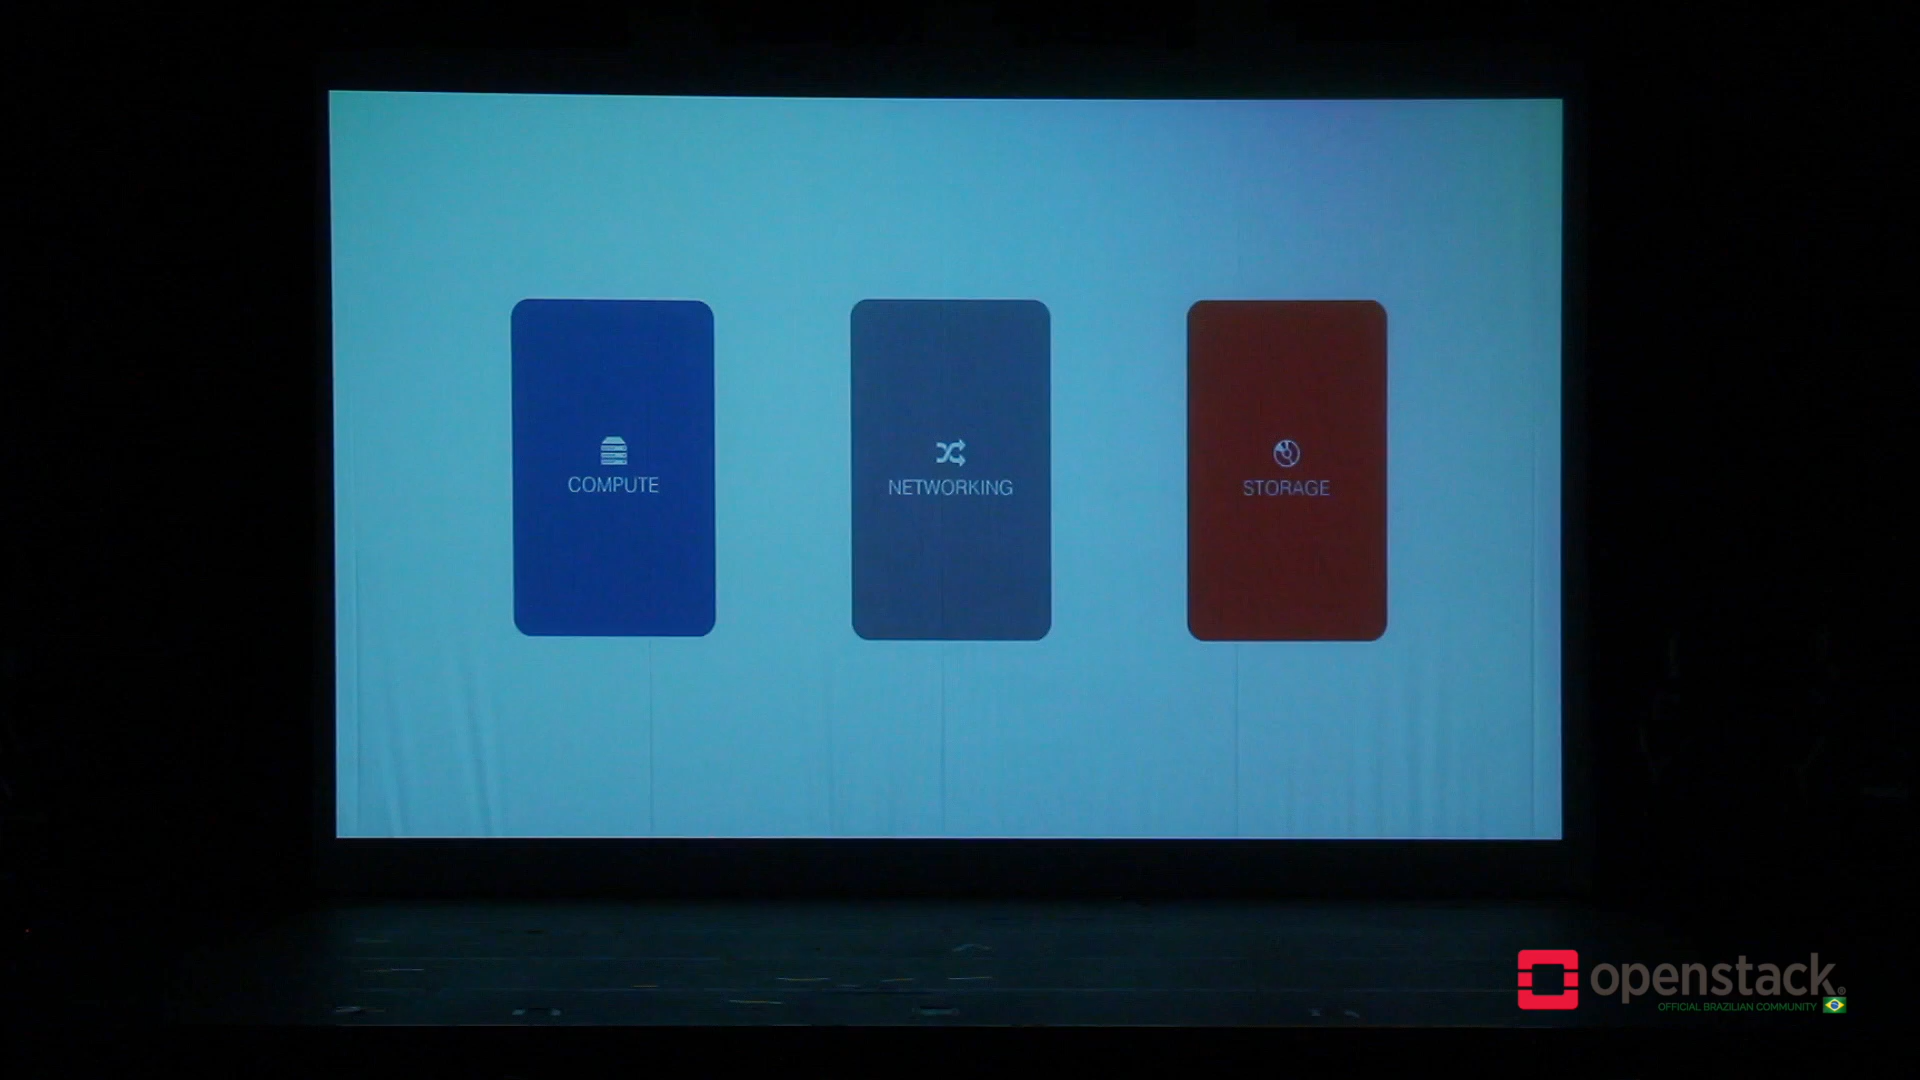 COMPUTE
NETWORKING
STORAGE
openstack.
OFFICIAL BRAZILIAN COMMUNITY